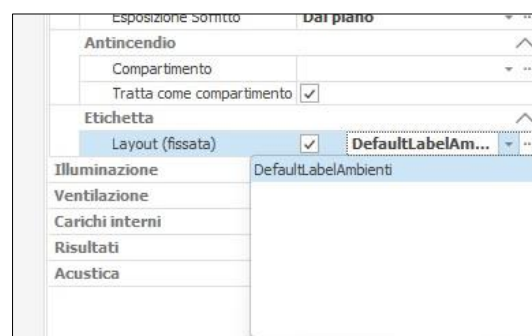 Esposizione Soffitto Dal piano
Antincendio
Compartimento
Tratta come compartimento
Etichetta
Layout (fissata) DefaultLabelAm...
Illuminazione DefaultLabelAmbienti
Ventilazione
Carichi interni
Risultati
Acustica